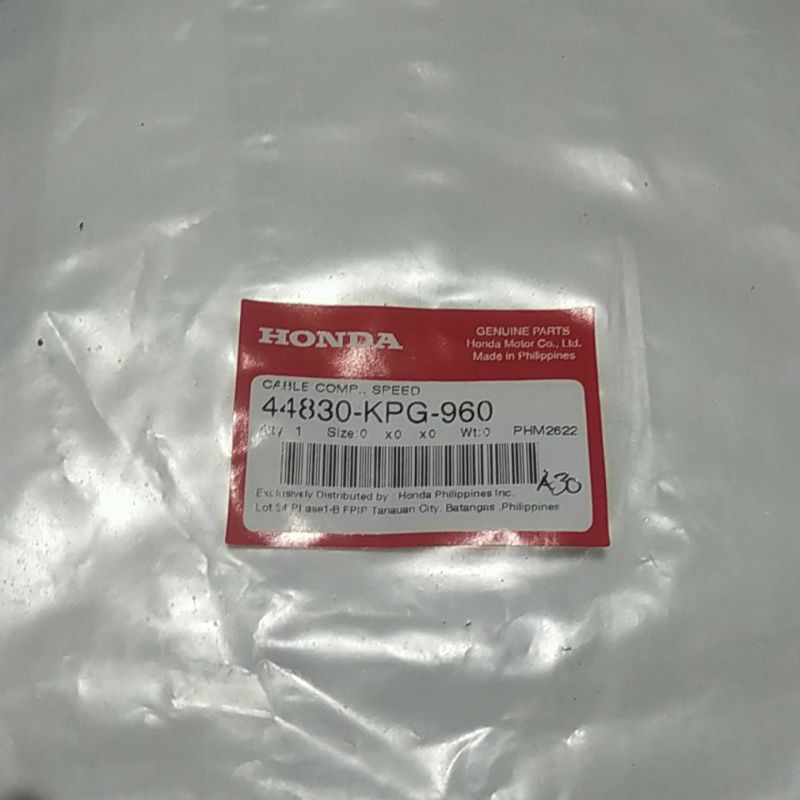 HONDA
GENUINE PARTS
Honda Motor Co., Ltd.
Made in Philippines
CABLE COMP., SPEED
44830-KPG-960
Qty 1 Size:0 x0 x0 Wt:0 PHM2622
A30
Exclusively Distributed by : Honda Philippines Inc.
Lot 34 Phase1-B FPIP Tanauan City, Batangas ,Philippines